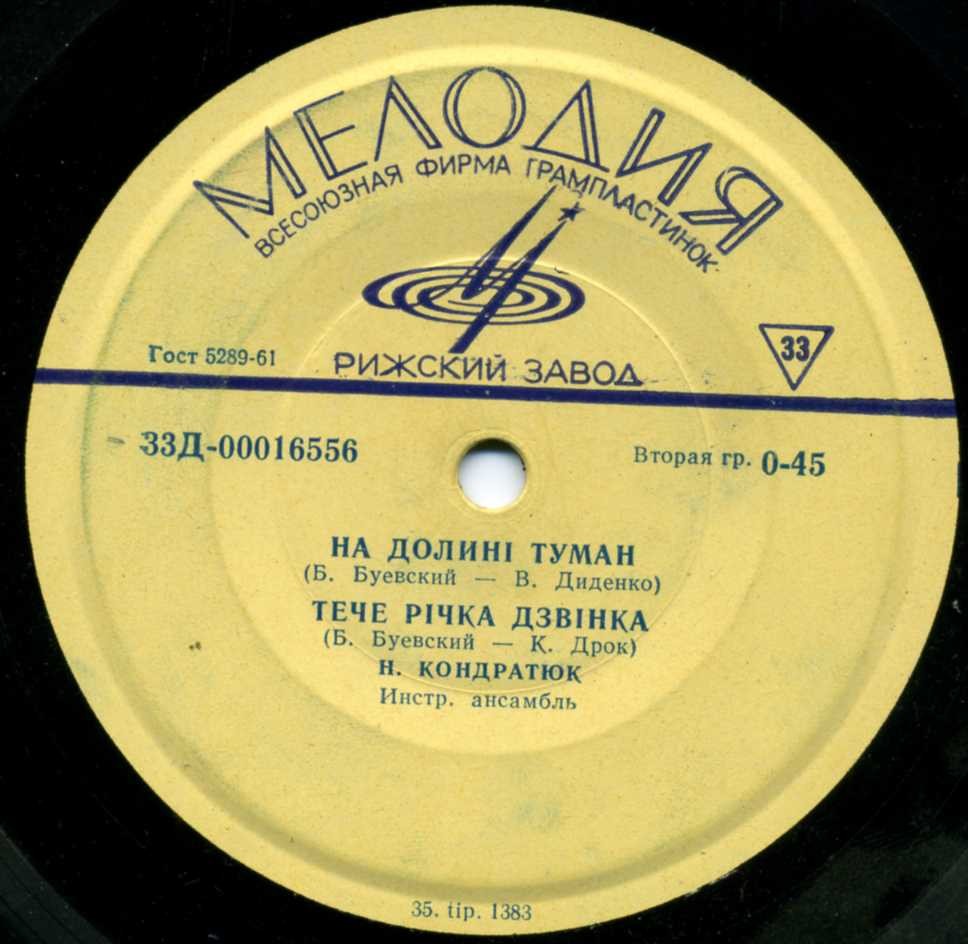 МЕЛОДИЯ
ВСЕСОЮЗНАЯ ФИРМА ГРАМПЛАСТИНОК
Гост 5289-61
РИЖСКИЙ ЗАВОД
33
33Д-00016556
Вторая гр. 0-45
НА ДОЛИНІ ТУМАН
(Б. Буевский — В. Диденко)
ТЕЧЕ РІЧКА ДЗВІНКА
(Б. Буевский — К. Дрок)
Н. КОНДРАТЮК
Инстр. ансамбль
35. tip. 1383